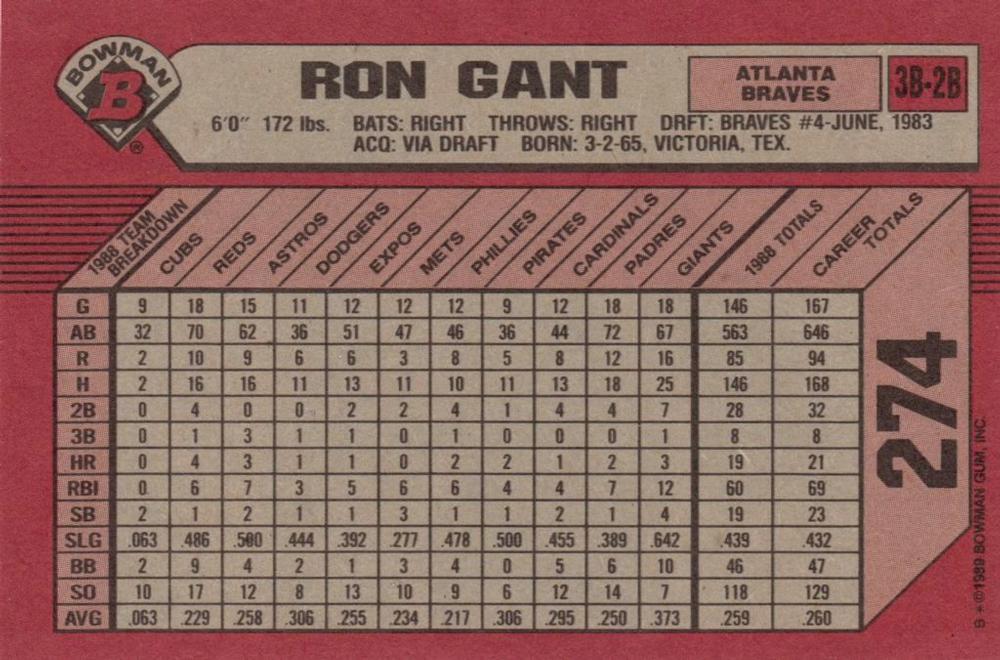 BOWMAN
B
®
RON GANT
ATLANTA
BRAVES
3B-2B
6'0" 172 lbs. BATS: RIGHT THROWS: RIGHT DRFT: BRAVES #4-JUNE, 1983
ACQ: VIA DRAFT BORN: 3-2-65, VICTORIA, TEX.
1988 TEAM BREAKDOWN CUBS REDS ASTROS DODGERS EXPOS METS PHILLIES PIRATES CARDINALS PADRES GIANTS 1988 TOTALS CAREER TOTALS
G 9 18 15 11 12 12 12 9 12 18 18 146 167
AB 32 70 62 36 51 47 46 36 44 72 67 563 646
R 2 10 9 6 6 3 8 5 8 12 16 85 94
H 2 16 16 11 13 11 10 11 13 18 25 146 168
2B 0 4 0 0 2 2 4 1 4 4 7 28 32
3B 0 1 3 1 1 0 1 0 0 0 1 8 8
HR 0 4 3 1 1 0 2 2 1 2 3 19 21
RBI 0 6 7 3 5 6 6 4 4 7 12 60 69
SB 2 1 2 1 1 3 1 1 2 1 4 19 23
SLG .063 .486 .500 .444 .392 .277 .478 .500 .455 .389 .642 .439 .432
BB 2 9 4 2 1 3 4 0 5 6 10 46 47
SO 10 17 12 8 13 10 9 6 12 14 7 118 129
AVG .063 .229 .258 .306 .255 .234 .217 .306 .295 .250 .373 .259 .260
274
B * © 1989 BOWMAN GUM, INC.